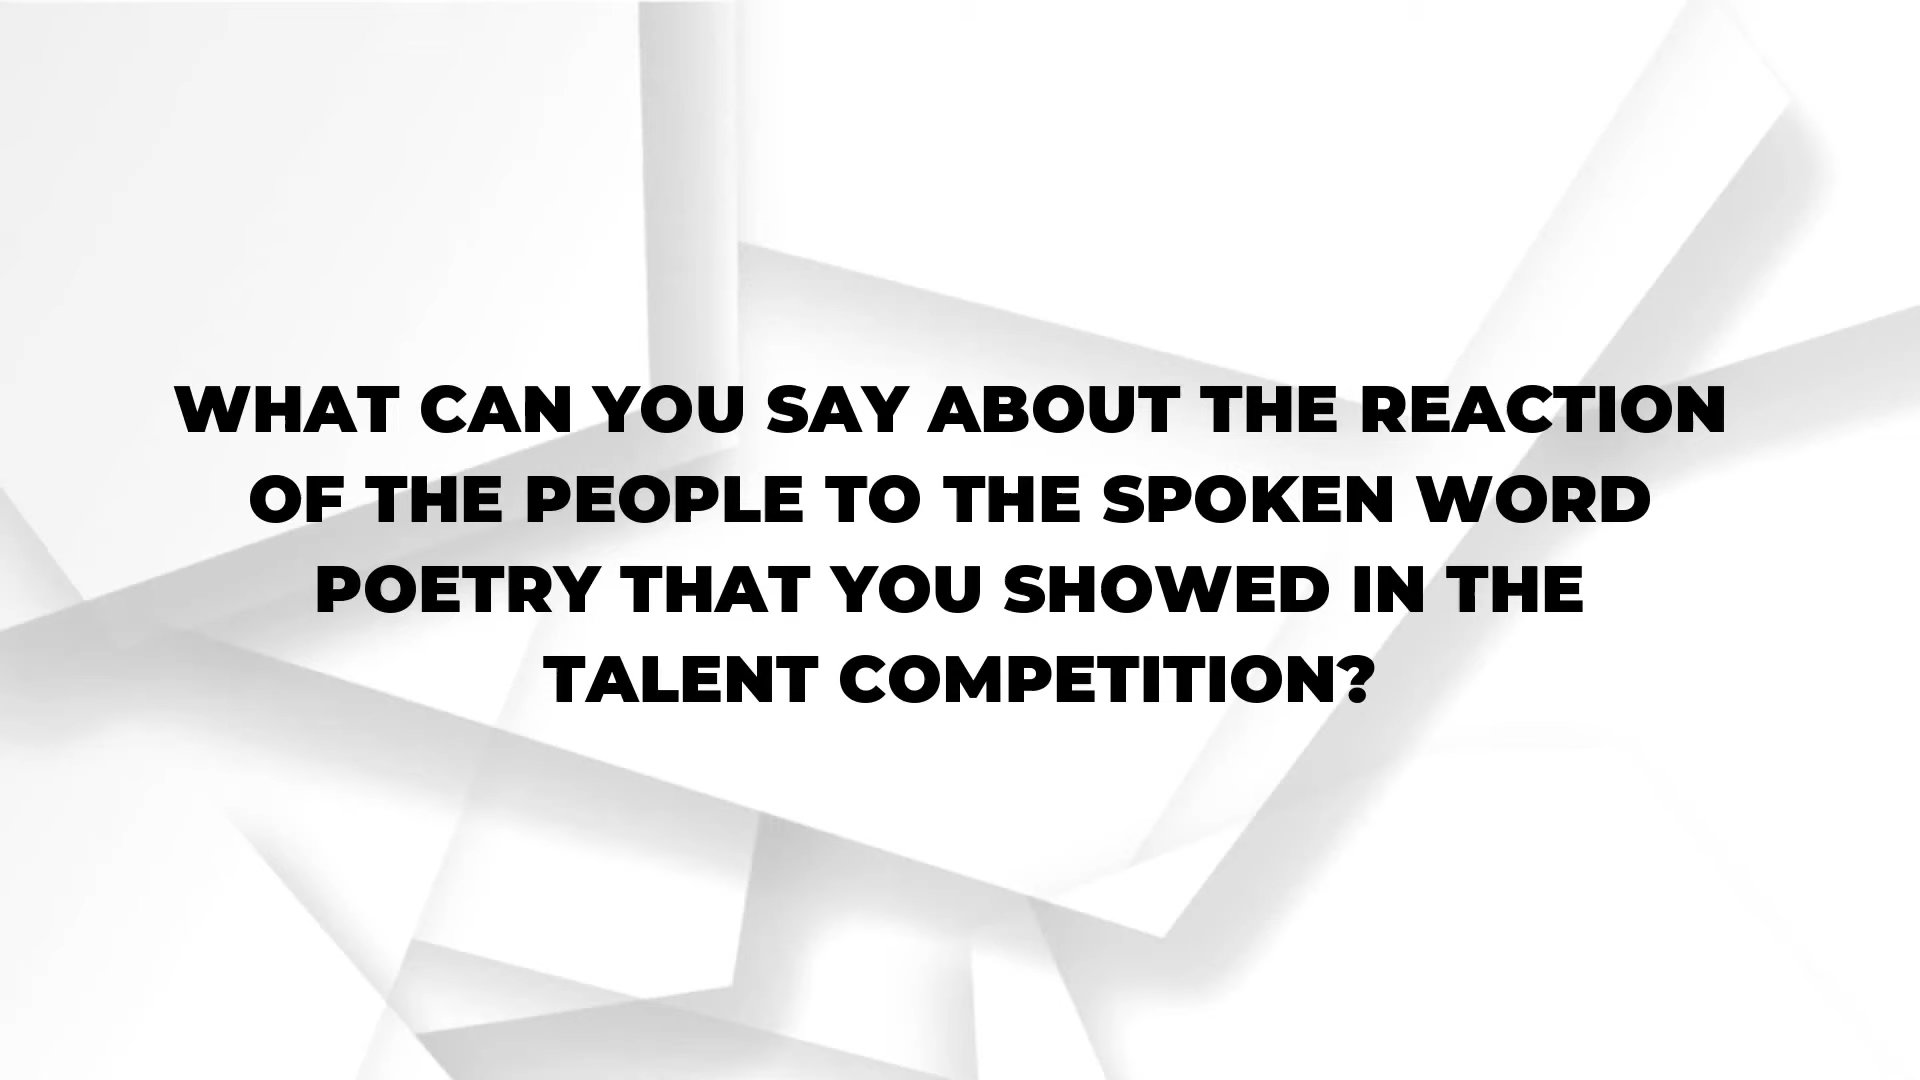 WHAT CAN YOU SAY ABOUT THE REACTION
OF THE PEOPLE TO THE SPOKEN WORD
POETRY THAT YOU SHOWED IN THE
TALENT COMPETITION?